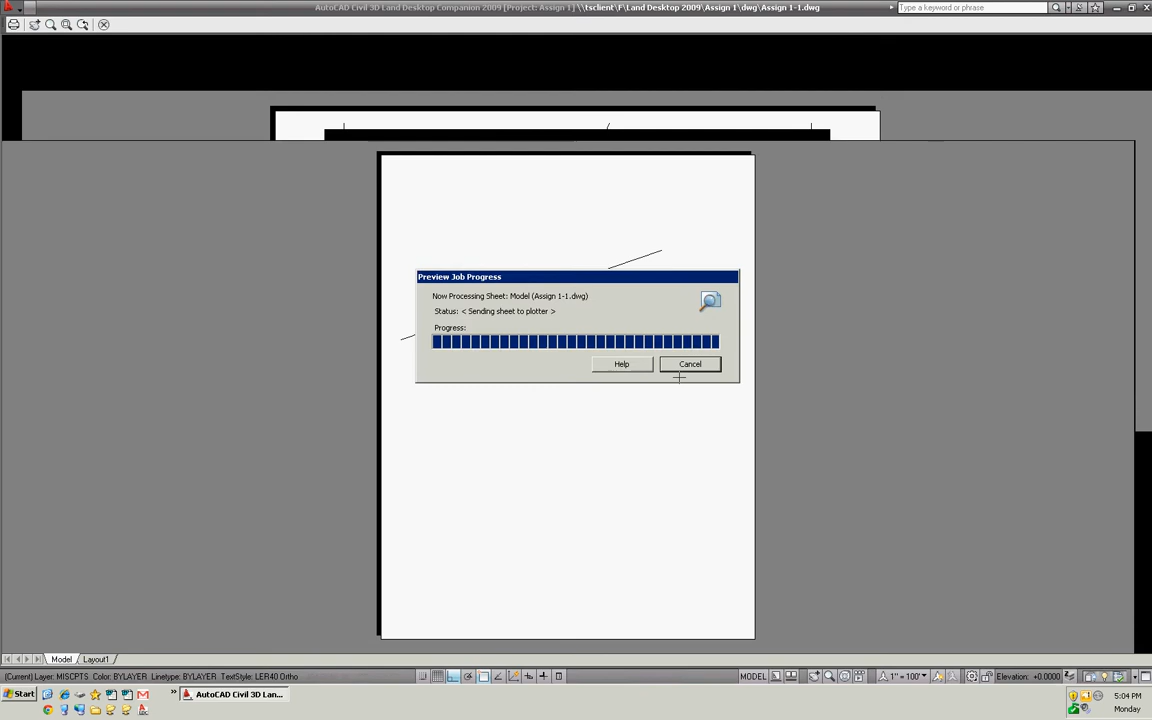 AutoCAD Civil 3D Land Desktop Companion 2009 [Project: Assign 1] \\tsclient\F\Land Desktop 2009\Assign 1\dwg\Assign 1-1.dwg
Type a keyword or phrase
Preview Job Progress
Now Processing Sheet: Model (Assign 1-1.dwg)
Status: < Sending sheet to plotter >
Progress:
Help
Cancel
Model
Layout1
(Current) Layer: MISCPTS Color: BYLAYER Linetype: BYLAYER TextStyle: LER40 Ortho
MODEL
1" = 100'
Elevation: +0.0000
Start
AutoCAD Civil 3D Lan...
5:04 PM
Monday